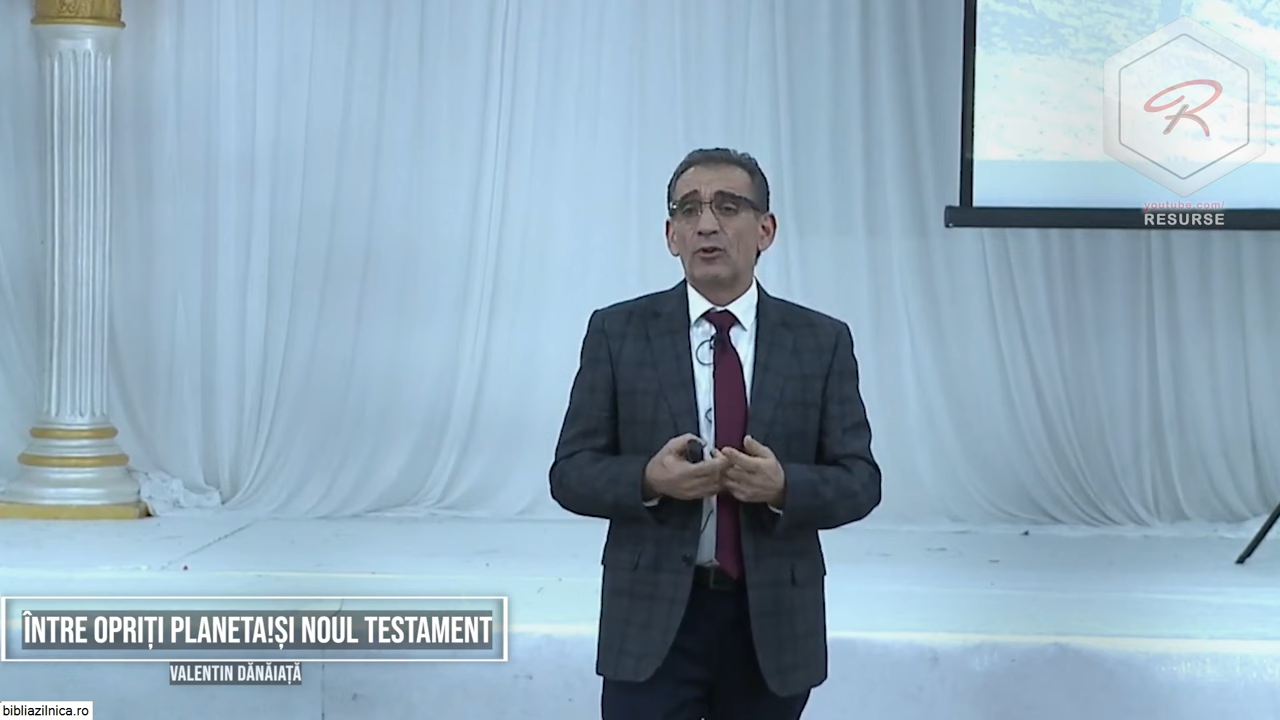 R
youtube.com/
RESURSE
ÎNTRE OPRIȚI PLANETA!ȘI NOUL TESTAMENT
VALENTIN DĂNĂIAȚĂ
bibliazilnica.ro